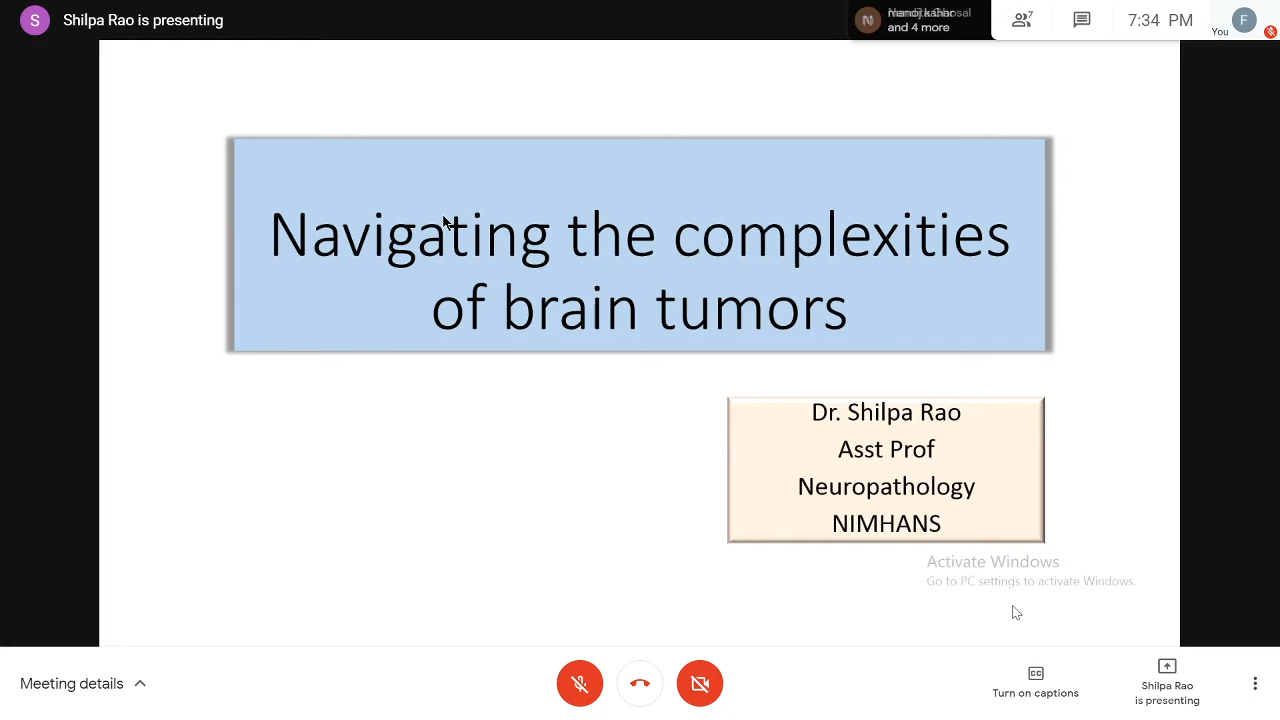 S
Shilpa Rao is presenting
N
and 4 more
7
7:34 PM
You
F
Navigating the complexities
of brain tumors
Dr. Shilpa Rao
Asst Prof
Neuropathology
NIMHANS
Activate Windows
Go to PC settings to activate Windows.
Meeting details
CC
Turn on captions
Shilpa Rao
is presenting